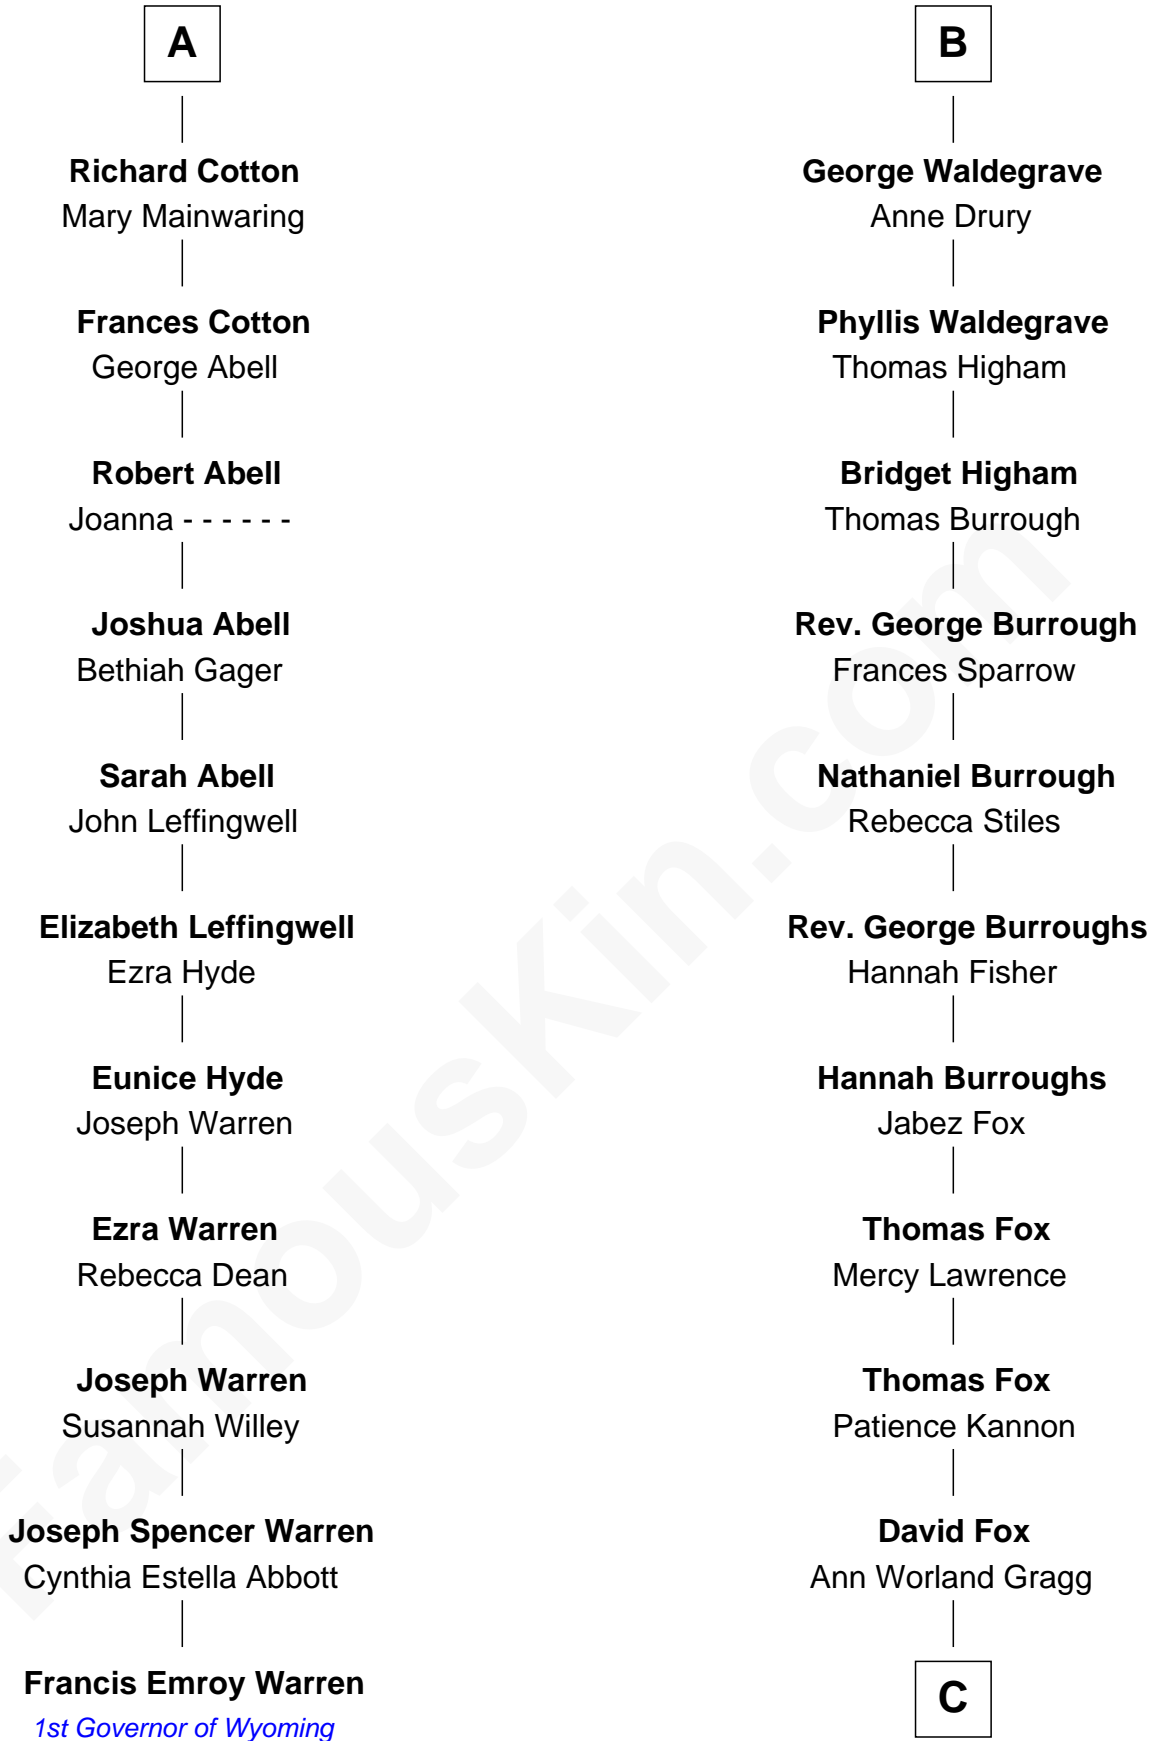 A
Richard Cotton
Mary Mainwaring
Frances Cotton
George Abell
Robert Abell
Joanna - - - - - -
Joshua Abell
Bethiah Gager
Sarah Abell
John Leffingwell
Elizabeth Leffingwell
Ezra Hyde
Eunice Hyde
Joseph Warren
Ezra Warren
Rebecca Dean
Joseph Warren
Susannah Willey
Joseph Spencer Warren
Cynthia Estella Abbott
Francis Emroy Warren
1st Governor of Wyoming
B
George Waldegrave
Anne Drury
Phyllis Waldegrave
Thomas Higham
Bridget Higham
Thomas Burrough
Rev. George Burrough
Frances Sparrow
Nathaniel Burrough
Rebecca Stiles
Rev. George Burroughs
Hannah Fisher
Hannah Burroughs
Jabez Fox
Thomas Fox
Mercy Lawrence
Thomas Fox
Patience Kannon
David Fox
Ann Worland Gragg
C
FamousKin.com